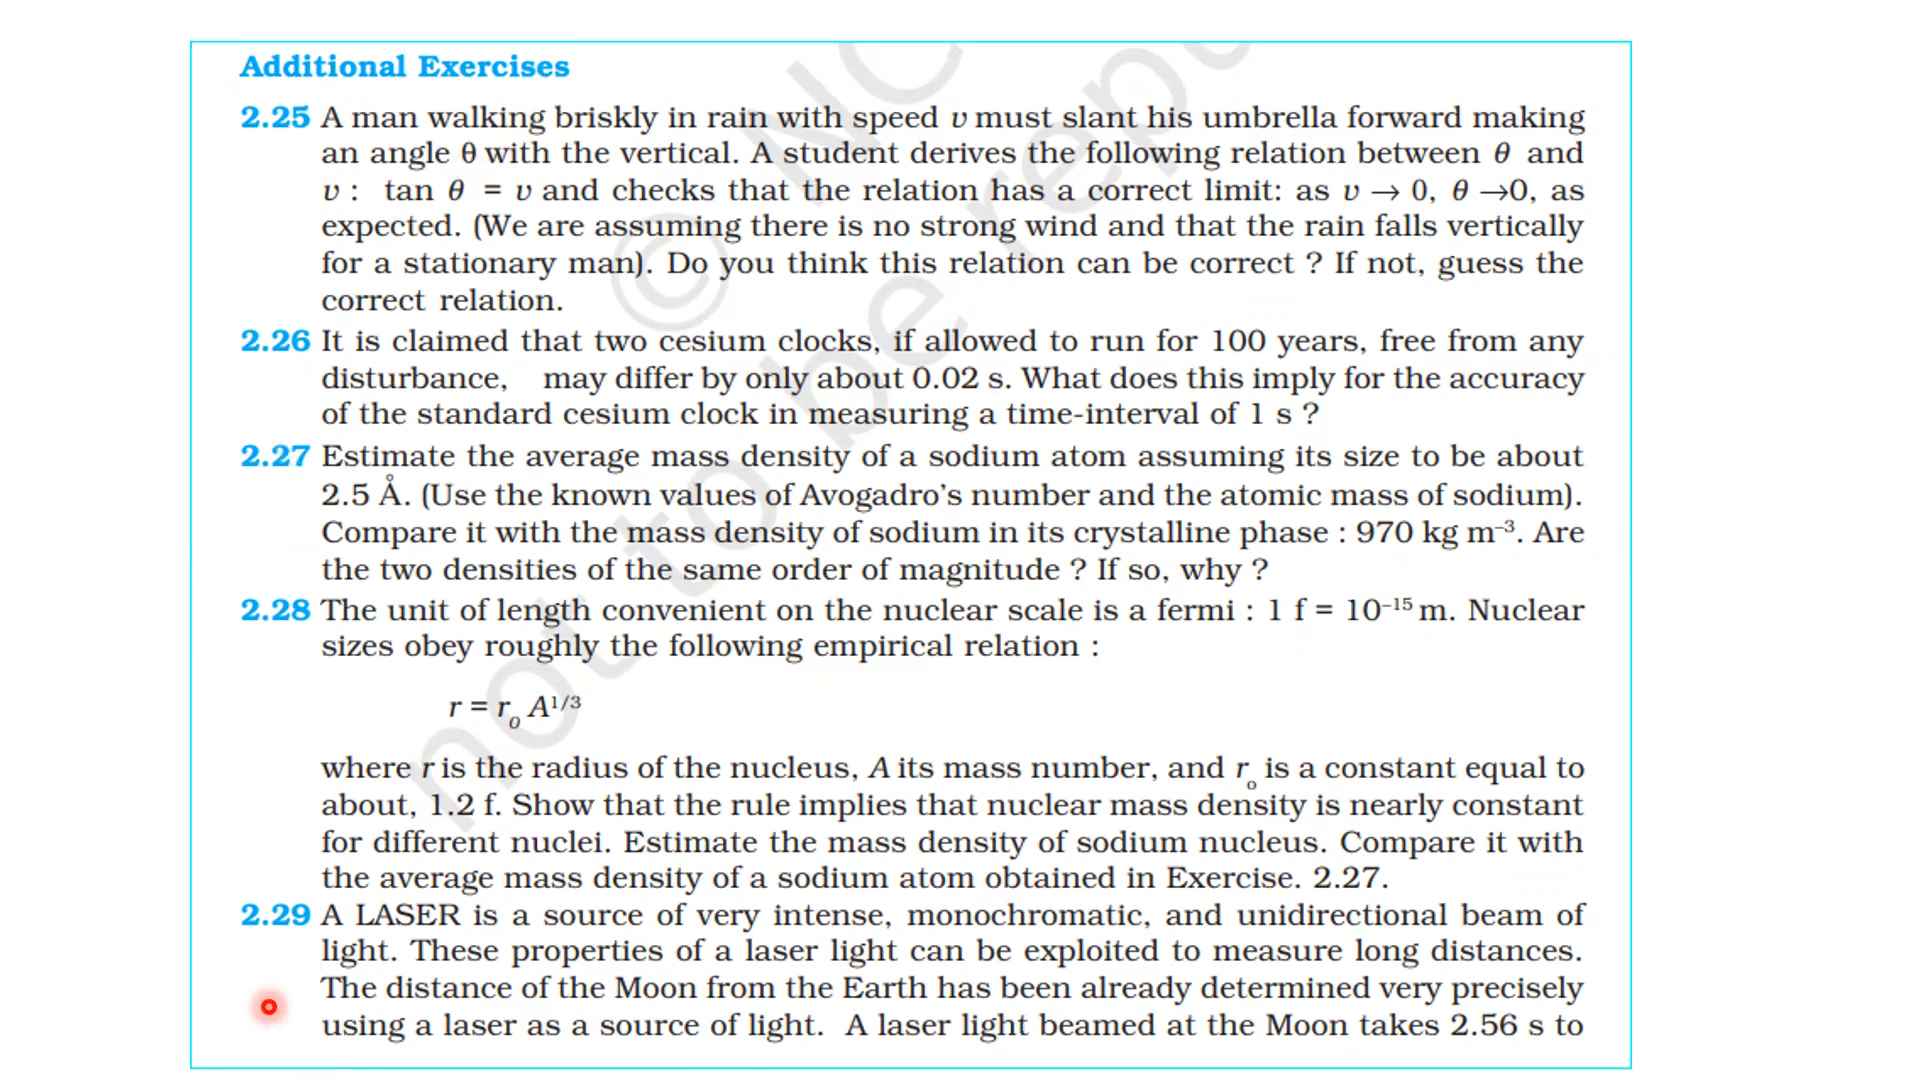 Additional Exercises
2.25 A man walking briskly in rain with speed v must slant his umbrella forward making
an angle θ with the vertical. A student derives the following relation between θ and
v : tan θ = v and checks that the relation has a correct limit: as v → 0, θ →0, as
expected. (We are assuming there is no strong wind and that the rain falls vertically
for a stationary man). Do you think this relation can be correct ? If not, guess the
correct relation.
2.26 It is claimed that two cesium clocks, if allowed to run for 100 years, free from any
disturbance, may differ by only about 0.02 s. What does this imply for the accuracy
of the standard cesium clock in measuring a time-interval of 1 s ?
2.27 Estimate the average mass density of a sodium atom assuming its size to be about
2.5 Å. (Use the known values of Avogadro's number and the atomic mass of sodium).
Compare it with the mass density of sodium in its crystalline phase : 970 kg m⁻³. Are
the two densities of the same order of magnitude ? If so, why ?
2.28 The unit of length convenient on the nuclear scale is a fermi : 1 f = 10⁻¹⁵ m. Nuclear
sizes obey roughly the following empirical relation :
r = r₀ A¹/³
where r is the radius of the nucleus, A its mass number, and r₀ is a constant equal to
about, 1.2 f. Show that the rule implies that nuclear mass density is nearly constant
for different nuclei. Estimate the mass density of sodium nucleus. Compare it with
the average mass density of a sodium atom obtained in Exercise. 2.27.
2.29 A LASER is a source of very intense, monochromatic, and unidirectional beam of
light. These properties of a laser light can be exploited to measure long distances.
The distance of the Moon from the Earth has been already determined very precisely
using a laser as a source of light. A laser light beamed at the Moon takes 2.56 s to
© NC
not to be rep